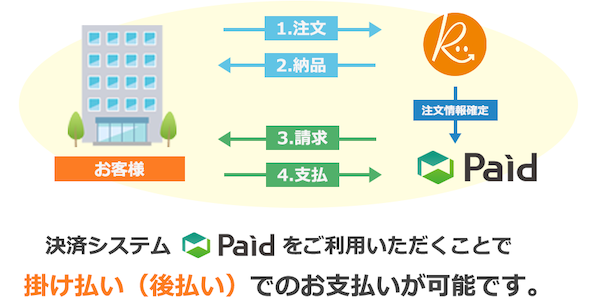 1.注文
2.納品
注文情報確定
3.請求
4.支払
お客様
Paid
決済システム Paid をご利用いただくことで
掛け払い（後払い）でのお支払いが可能です。